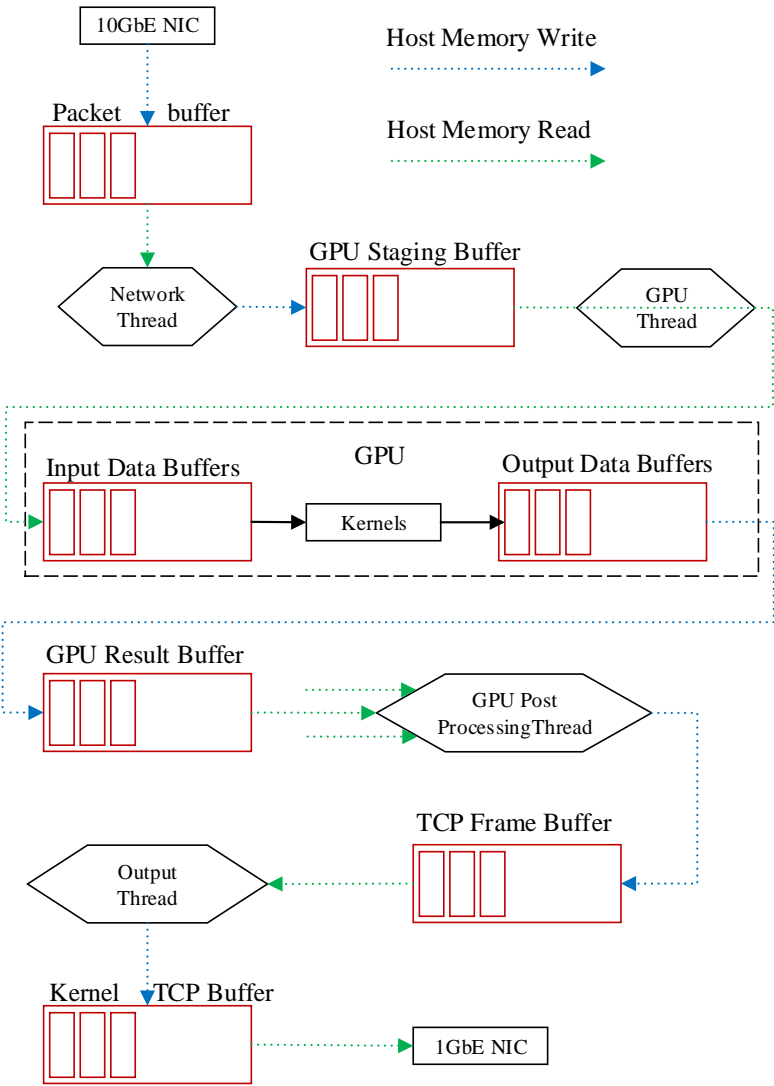 10GbE NIC
Host Memory Write
Packet buffer
Host Memory Read
GPU Staging Buffer
Network
Thread
GPU
Thread
GPU
Input Data Buffers
Output Data Buffers
Kernels
GPU Result Buffer
GPU Post
ProcessingThread
TCP Frame Buffer
Output
Thread
Kernel TCP Buffer
1GbE NIC